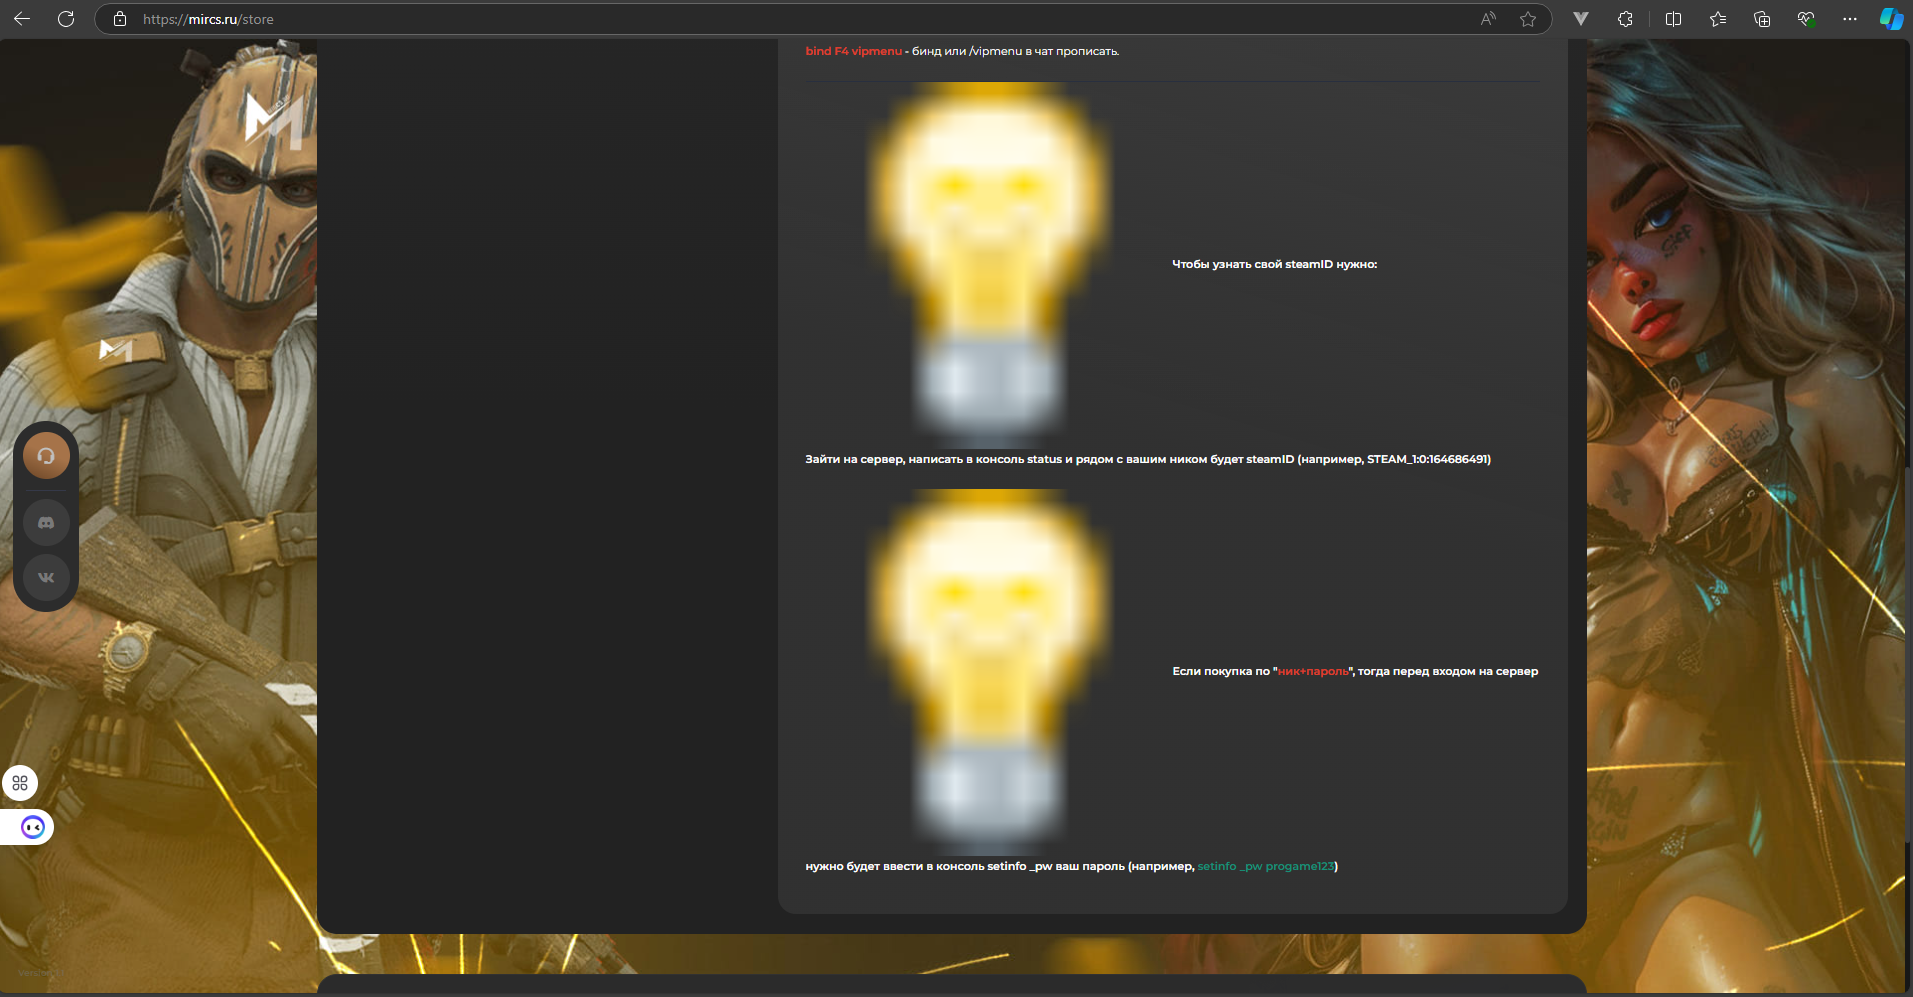 https://mircs.ru/store
bind F4 vipmenu - бинд или /vipmenu в чат прописать.
Чтобы узнать свой steamID нужно:
Зайти на сервер, написать в консоль status и рядом с вашим ником будет steamID (например, STEAM_1:0:164686491)
Если покупка по "ник+пароль", тогда перед входом на сервер
нужно будет ввести в консоль setinfo _pw ваш пароль (например, setinfo _pw progame123)